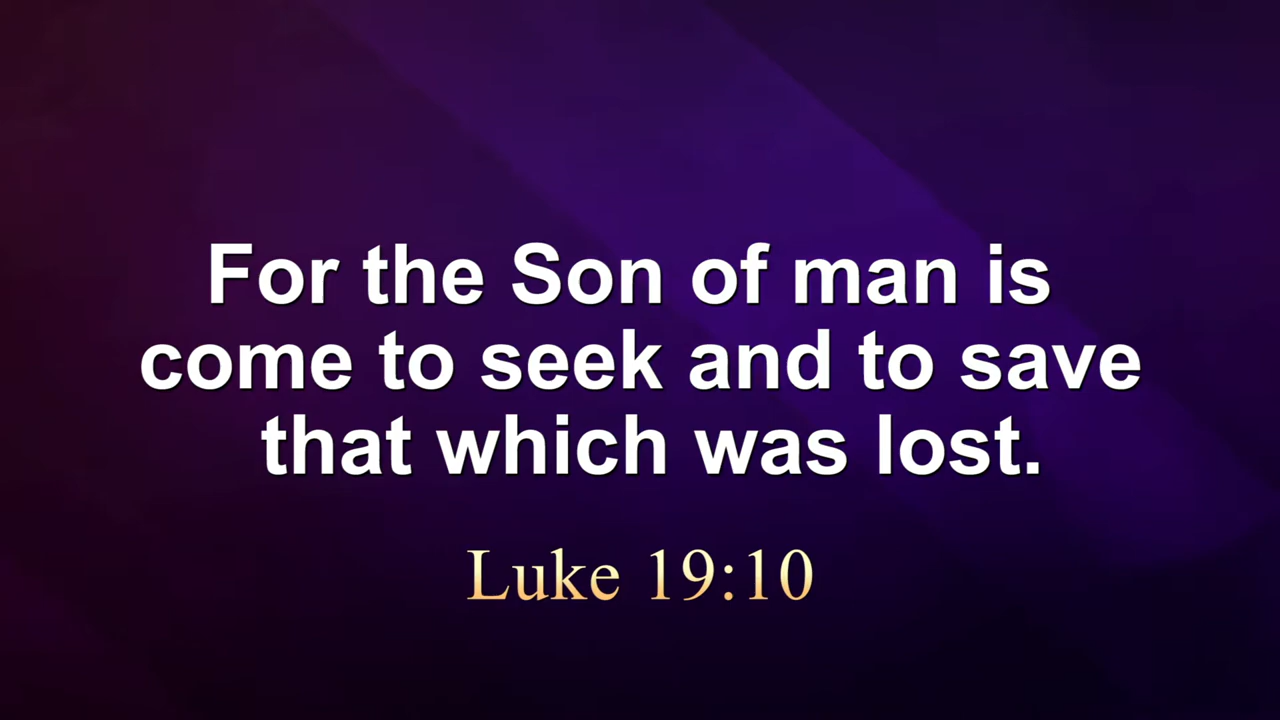 For the Son of man is
come to seek and to save
that which was lost.
Luke 19:10